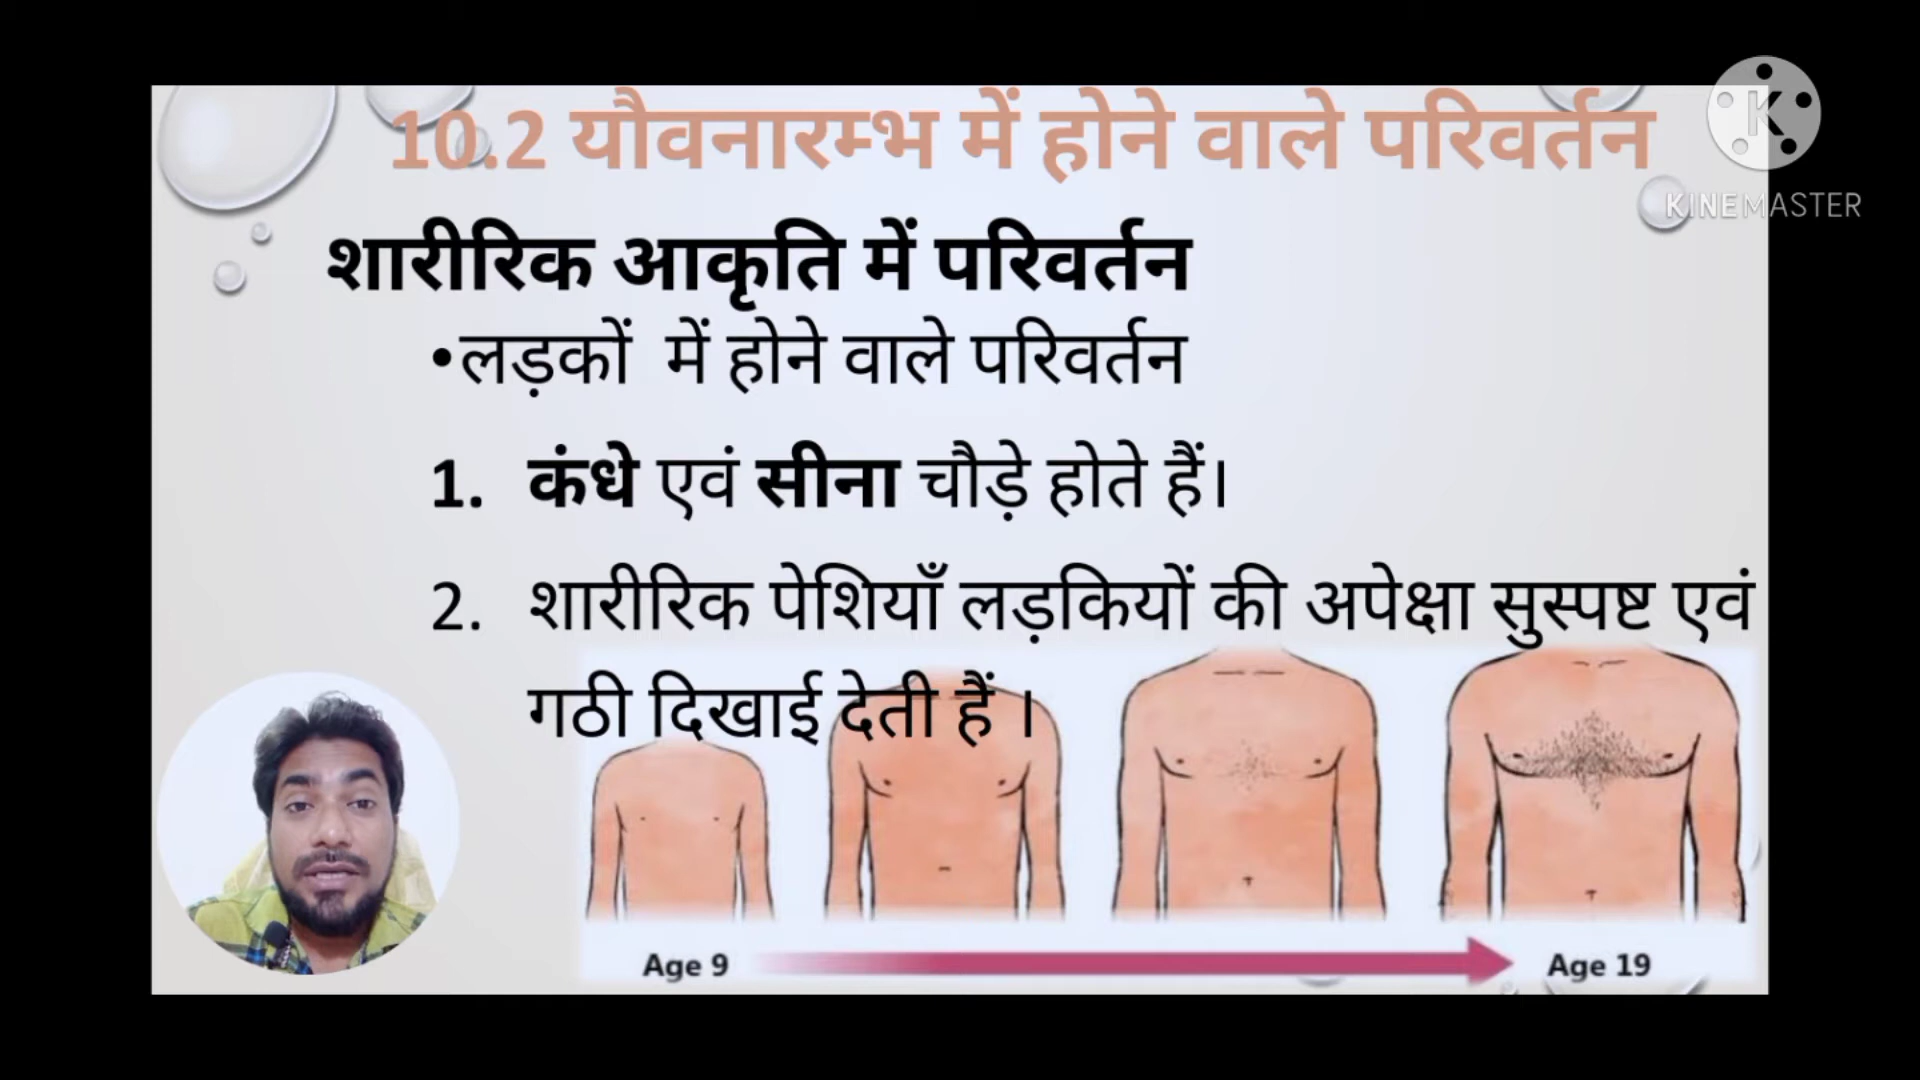 10.2 यौवनारम्भ में होने वाले परिवर्तन
KINEMASTER
शारीरिक आकृति में परिवर्तन
•लड़कों में होने वाले परिवर्तन
1. कंधे एवं सीना चौड़े होते हैं।
2. शारीरिक पेशियाँ लड़कियों की अपेक्षा सुस्पष्ट एवं
गठी दिखाई देती हैं ।
Age 9
Age 19